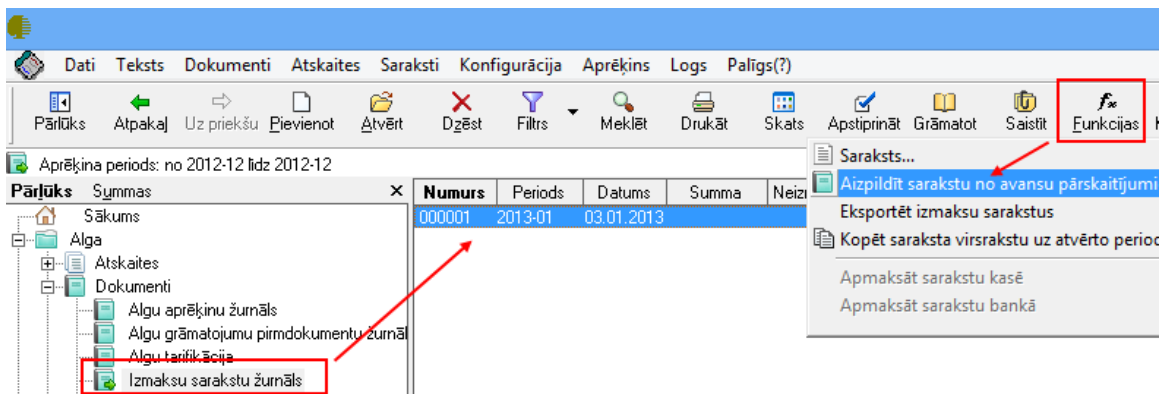 Dati Teksts Dokumenti Atskaites Saraksti Konfigurācija Aprēķins Logs Palīgs(?)
Pārlūks Atpakaļ Uz priekšu Pievienot Atvērt Dzēst Filtrs Meklēt Drukāt Skats Apstiprināt Grāmatot Saistīt Funkcijas
Aprēķina periods: no 2012-12 līdz 2012-12
Saraksts...
Pārlūks Summas Numurs Periods Datums Summa Neizm
Aizpildīt sarakstu no avansu pārskaitījumi
Sākums 000001 2013-01 03.01.2013
Eksportēt izmaksu sarakstus
Alga
Kopēt saraksta virsrakstu uz atvērto perioc
Atskaites
Apmaksāt sarakstu kasē
Dokumenti
Apmaksāt sarakstu bankā
Algu aprēķinu žurnāls
Algu grāmatojumu pirmdokumentu žurnāl
Algu tarifikācija
Izmaksu sarakstu žurnāls